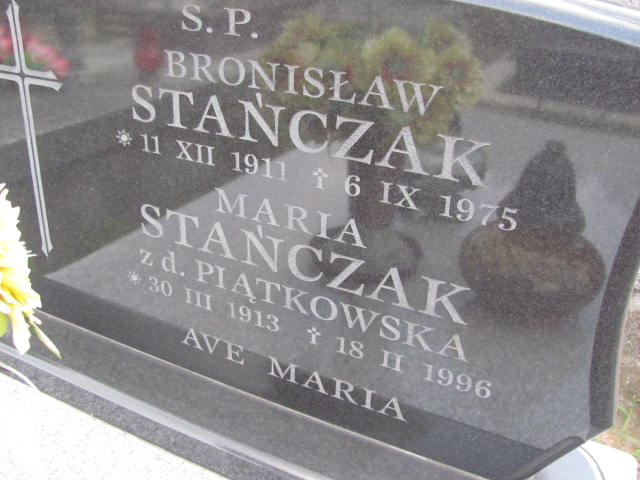 S.P.
BRONISŁAW
STAŃCZAK
* 11 XII 1911 ✝ 6 IX 1975
MARIA
STAŃCZAK
z d. PIĄTKOWSKA
* 30 III 1913 ✝ 18 II 1996
AVE MARIA